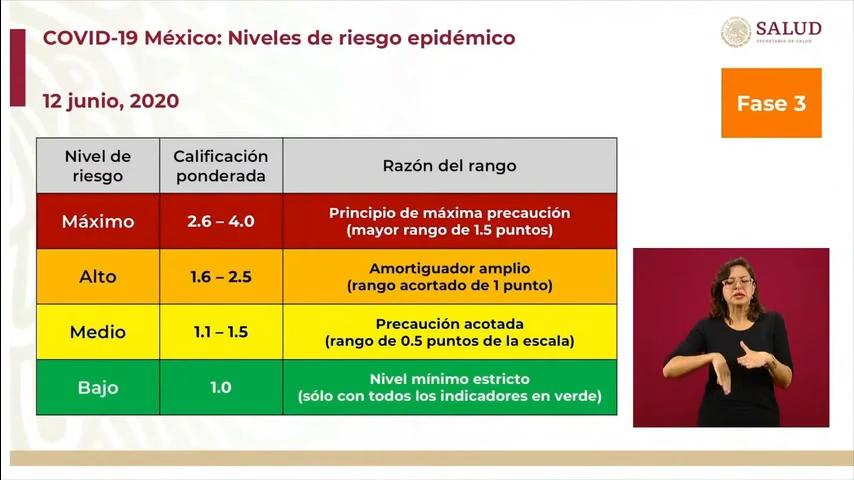 COVID-19 México: Niveles de riesgo epidémico
SALUD
SECRETARÍA DE SALUD
12 junio, 2020
Fase 3
Nivel de
riesgo
Calificación
ponderada
Razón del rango
Máximo
2.6 – 4.0
Principio de máxima precaución
(mayor rango de 1.5 puntos)
Alto
1.6 – 2.5
Amortiguador amplio
(rango acortado de 1 punto)
Medio
1.1 – 1.5
Precaución acotada
(rango de 0.5 puntos de la escala)
Bajo
1.0
Nivel mínimo estricto
(sólo con todos los indicadores en verde)